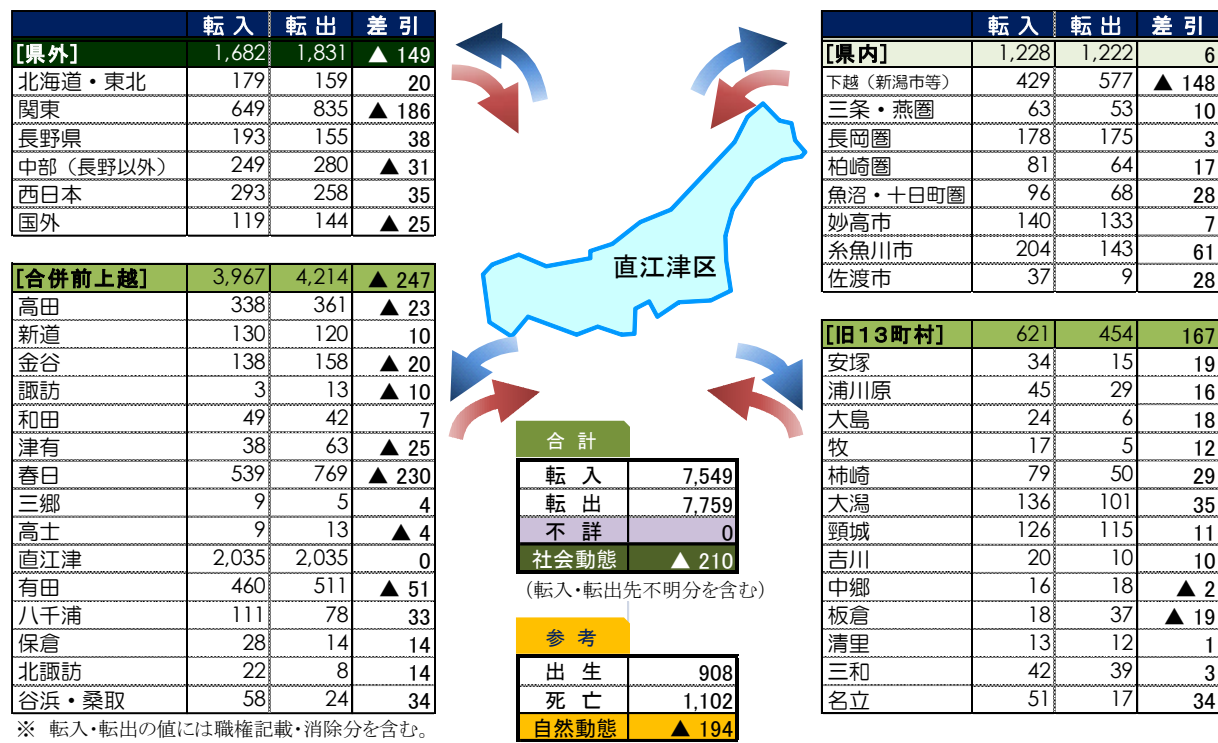 転 入 転 出 差 引
[県外] 1,682 1,831 ▲ 149
北海道・東北 179 159 20
関東 649 835 ▲ 186
長野県 193 155 38
中部（長野以外） 249 280 ▲ 31
西日本 293 258 35
国外 119 144 ▲ 25
[合併前上越] 3,967 4,214 ▲ 247
高田 338 361 ▲ 23
新道 130 120 10
金谷 138 158 ▲ 20
諏訪 3 13 ▲ 10
和田 49 42 7
津有 38 63 ▲ 25
春日 539 769 ▲ 230
三郷 9 5 4
高士 9 13 ▲ 4
直江津 2,035 2,035 0
有田 460 511 ▲ 51
八千浦 111 78 33
保倉 28 14 14
北諏訪 22 8 14
谷浜・桑取 58 24 34
※ 転入・転出の値には職権記載・消除分を含む。
直江津区
合 計
転 入 7,549
転 出 7,759
不 詳 0
社会動態 ▲ 210
（転入・転出先不明分を含む）
参 考
出 生 908
死 亡 1,102
自然動態 ▲ 194
転 入 転 出 差 引
[県内] 1,228 1,222 6
下越（新潟市等） 429 577 ▲ 148
三条・燕圏 63 53 10
長岡圏 178 175 3
柏崎圏 81 64 17
魚沼・十日町圏 96 68 28
妙高市 140 133 7
糸魚川市 204 143 61
佐渡市 37 9 28
[旧13町村] 621 454 167
安塚 34 15 19
浦川原 45 29 16
大島 24 6 18
牧 17 5 12
柿崎 79 50 29
大潟 136 101 35
頸城 126 115 11
吉川 20 10 10
中郷 16 18 ▲ 2
板倉 18 37 ▲ 19
清里 13 12 1
三和 42 39 3
名立 51 17 34